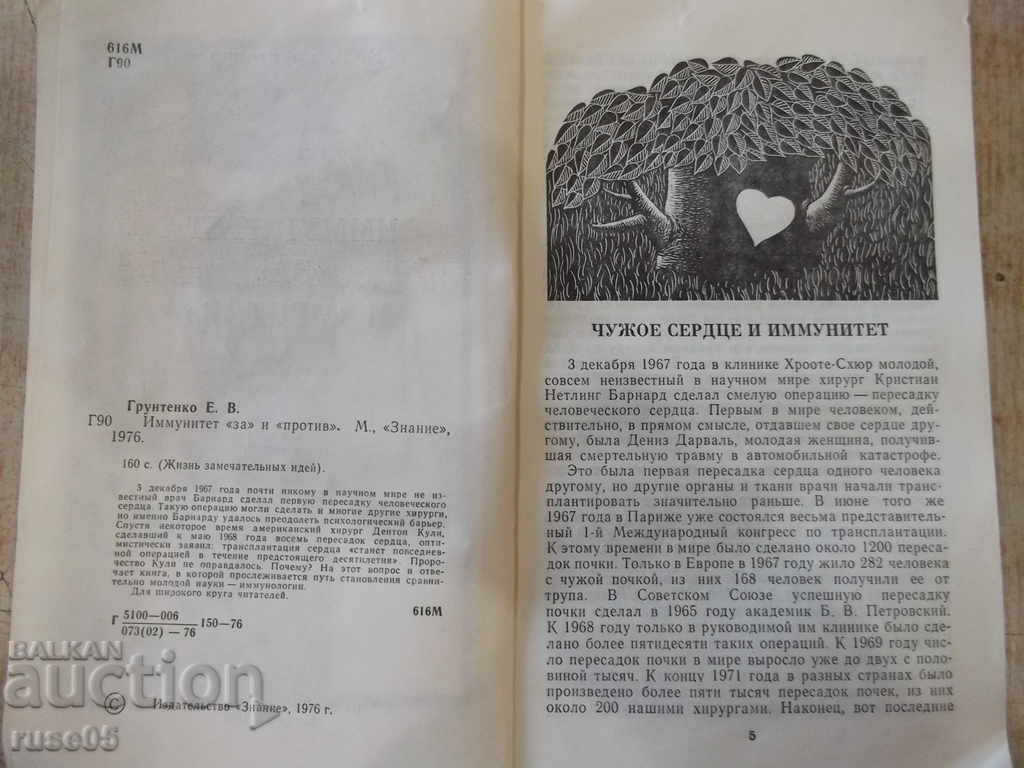 616М
Г90
Грунтенко Е. В.
Г90 Иммунитет «за» и «против». М., «Знание»,
1976.
160 с. (Жизнь замечательных идей).
3 декабря 1967 года почти никому в научном мире не из-
вестный врач Барнард сделал первую пересадку человеческого
сердца. Такую операцию могли сделать и многие другие хирурги,
но именно Барнарду удалось преодолеть психологический барьер.
Спустя некоторое время американский хирург Дентон Кули,
сделавший к маю 1968 года восемь пересадок сердца, опти-
мистически заявил: трансплантация сердца «станет повседнев-
ной операцией в течение предстоящего десятилетия». Проро-
чество Кули не оправдалось. Почему? На этот вопрос и отве-
чает книга, в которой прослеживается путь становления сравни-
тельно молодой науки — иммунологии.
Для широкого круга читателей.
Г 5100—006
073(02) — 76 150—76 616М
© Издательство «Знание», 1976 г.
ЧУЖОЕ СЕРДЦЕ И ИММУНИТЕТ
3 декабря 1967 года в клинике Хрооте-Схюр молодой,
совсем неизвестный в научном мире хирург Кристиан
Нетлинг Барнард сделал смелую операцию — пересадку
человеческого сердца. Первым в мире человеком, дей-
ствительно, в прямом смысле, отдавшем свое сердце дру-
гому, была Дениз Дарваль, молодая женщина, получив-
шая смертельную травму в автомобильной катастрофе.
Это была первая пересадка сердца одного человека
другому, но другие органы и ткани врачи начали транс-
плантировать значительно раньше. В июне того же
1967 года в Париже уже состоялся весьма представитель-
ный 1-й Международный конгресс по трансплантации.
К этому времени в мире было сделано около 1200 переса-
док почки. Только в Европе в 1967 году жило 282 человека
с чужой почкой, из них 168 человек получили ее от
трупа. В Советском Союзе успешную пересадку
почки сделал в 1965 году академик Б. В. Петровский.
К 1968 году только в руководимой им клинике было сде-
лано более пятидесяти таких операций. К 1969 году чис-
ло пересадок почки в мире выросло уже до двух с поло-
виной тысяч. К концу 1971 года в разных странах было
произведено более пяти тысяч пересадок почек, из них
около 200 нашими хирургами. Наконец, вот последние
5
BALKAN
auction
ruse05